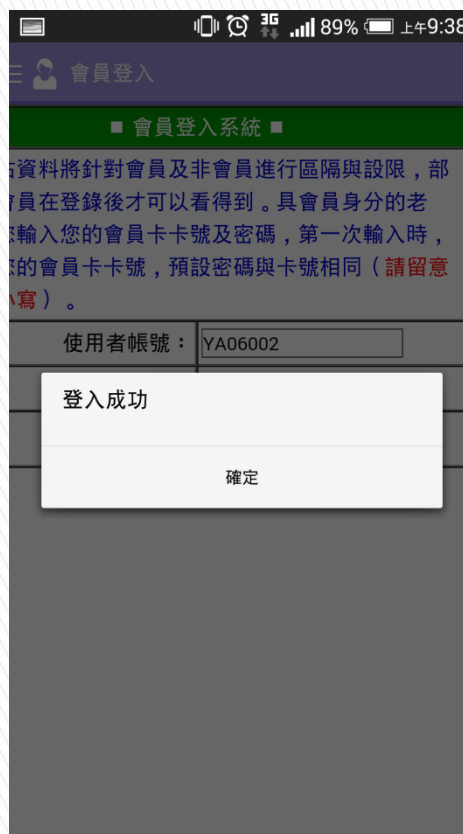 3G 89% 上午9:38
會員登入
■ 會員登入系統 ■
資料將針對會員及非會員進行區隔與設限，部
員在登錄後才可以看得到。具會員身分的老
輸入您的會員卡卡號及密碼，第一次輸入時，
的會員卡卡號，預設密碼與卡號相同（請留意
寫）。
使用者帳號： YA06002
登入成功
確定